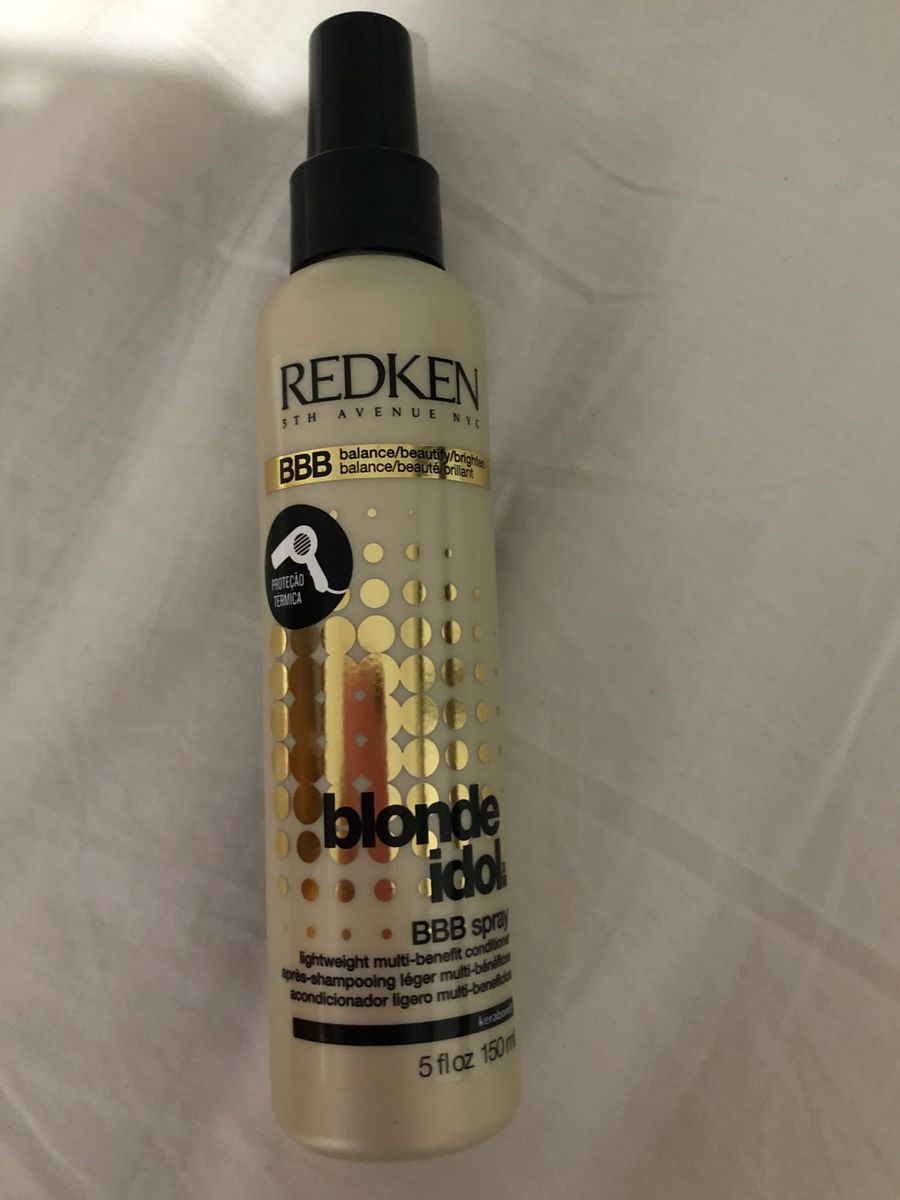 REDKEN
5TH AVENUE NYC
BBB balance/beautify/brighten
balance/beauté/brillant
PROTEÇÃO
TÉRMICA
blonde
idol
BBB spray
lightweight multi-benefit conditioner
après-shampooing léger multi-bénéfices
acondicionador ligero multi-beneficios
kerabond
5 fl oz 150 ml